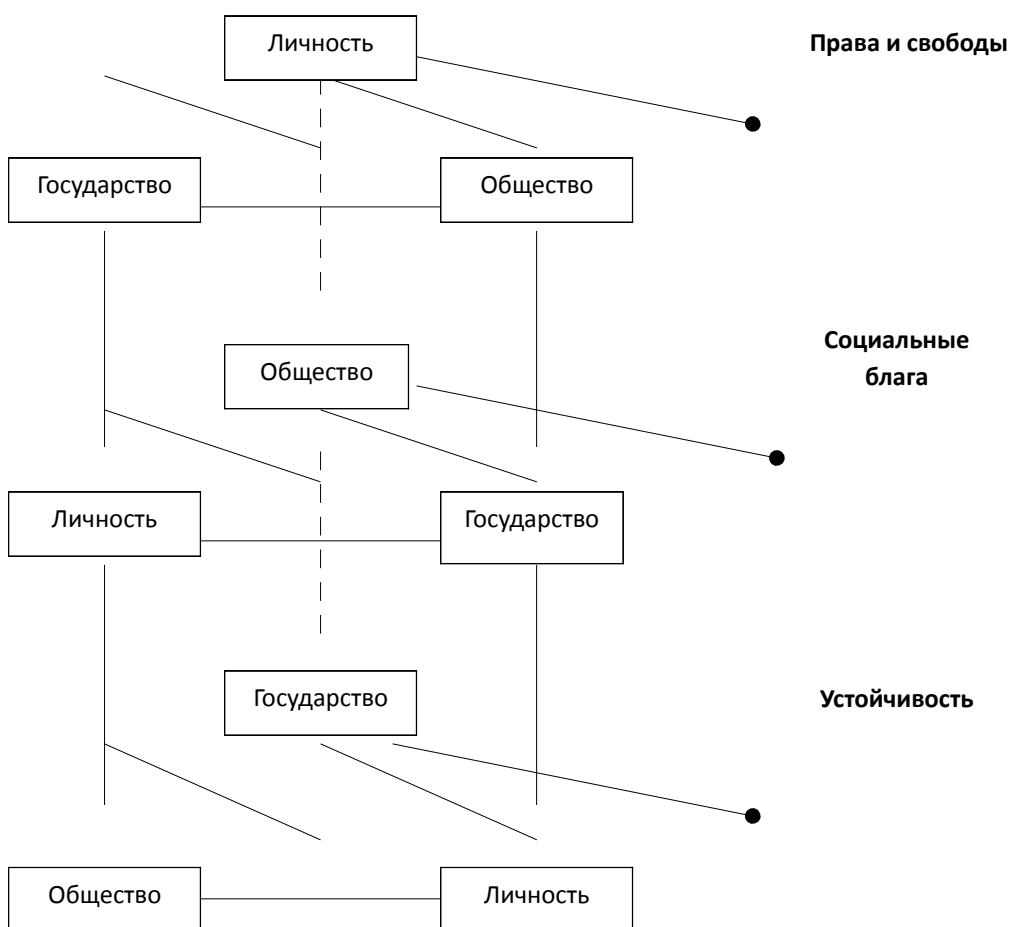 Личность
Права и свободы
Государство
Общество
Социальные
блага
Общество
Личность
Государство
Государство
Устойчивость
Общество
Личность